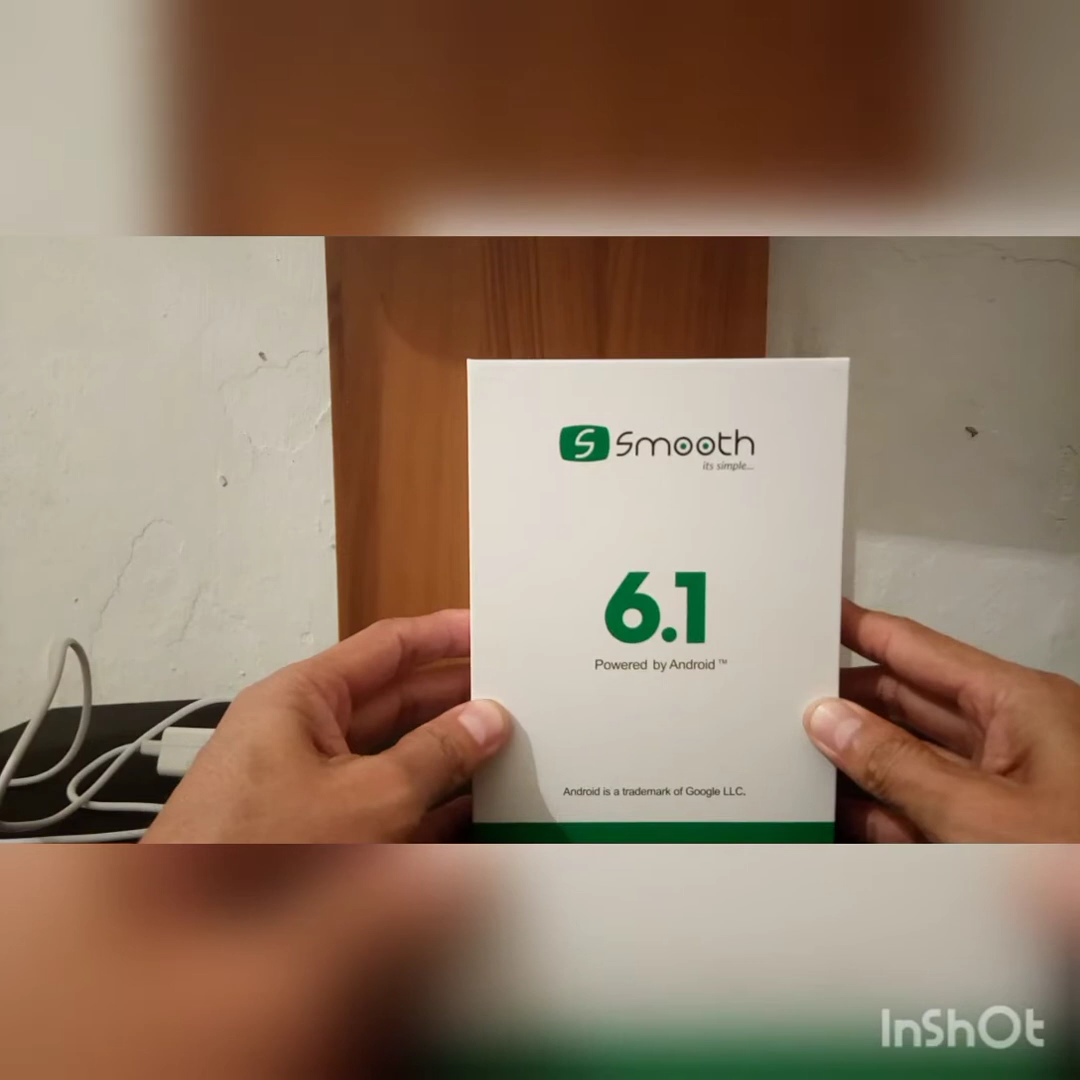 S Smooth
its simple...
6.1
Powered by Android™
Android is a trademark of Google LLC.
InShOt